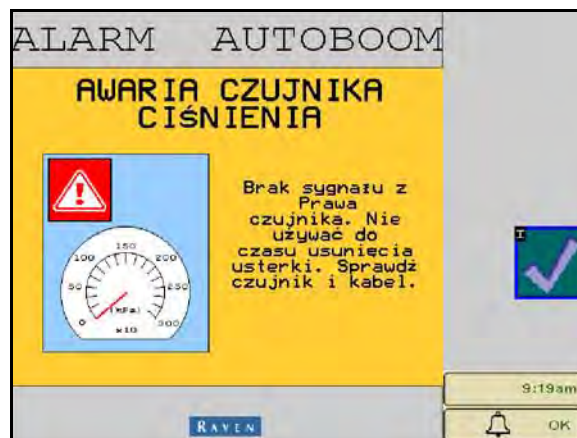 ALARM AUTOBOOM
AWARIA CZUJNIKA
CIŚNIENIA
Brak sygnału z
Prawa
czujnika. Nie
używać do
czasu usunięcia
usterki. Sprawdź
czujnik i kabel.
150
100 200
50 250
(kPa)
0 300
x10
I
9:19am
RAVEN
OK